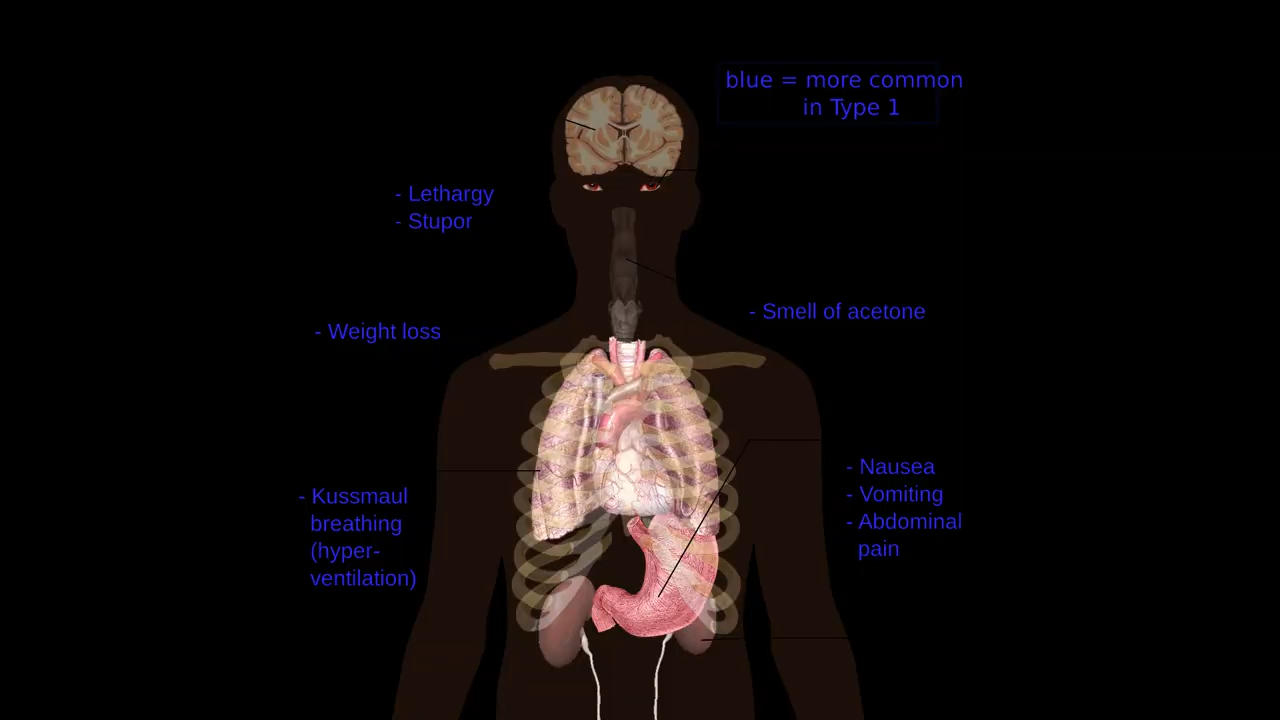 blue = more common
in Type 1
- Lethargy
- Stupor
- Smell of acetone
- Weight loss
- Nausea
- Vomiting
- Abdominal
pain
- Kussmaul
breathing
(hyper-
ventilation)